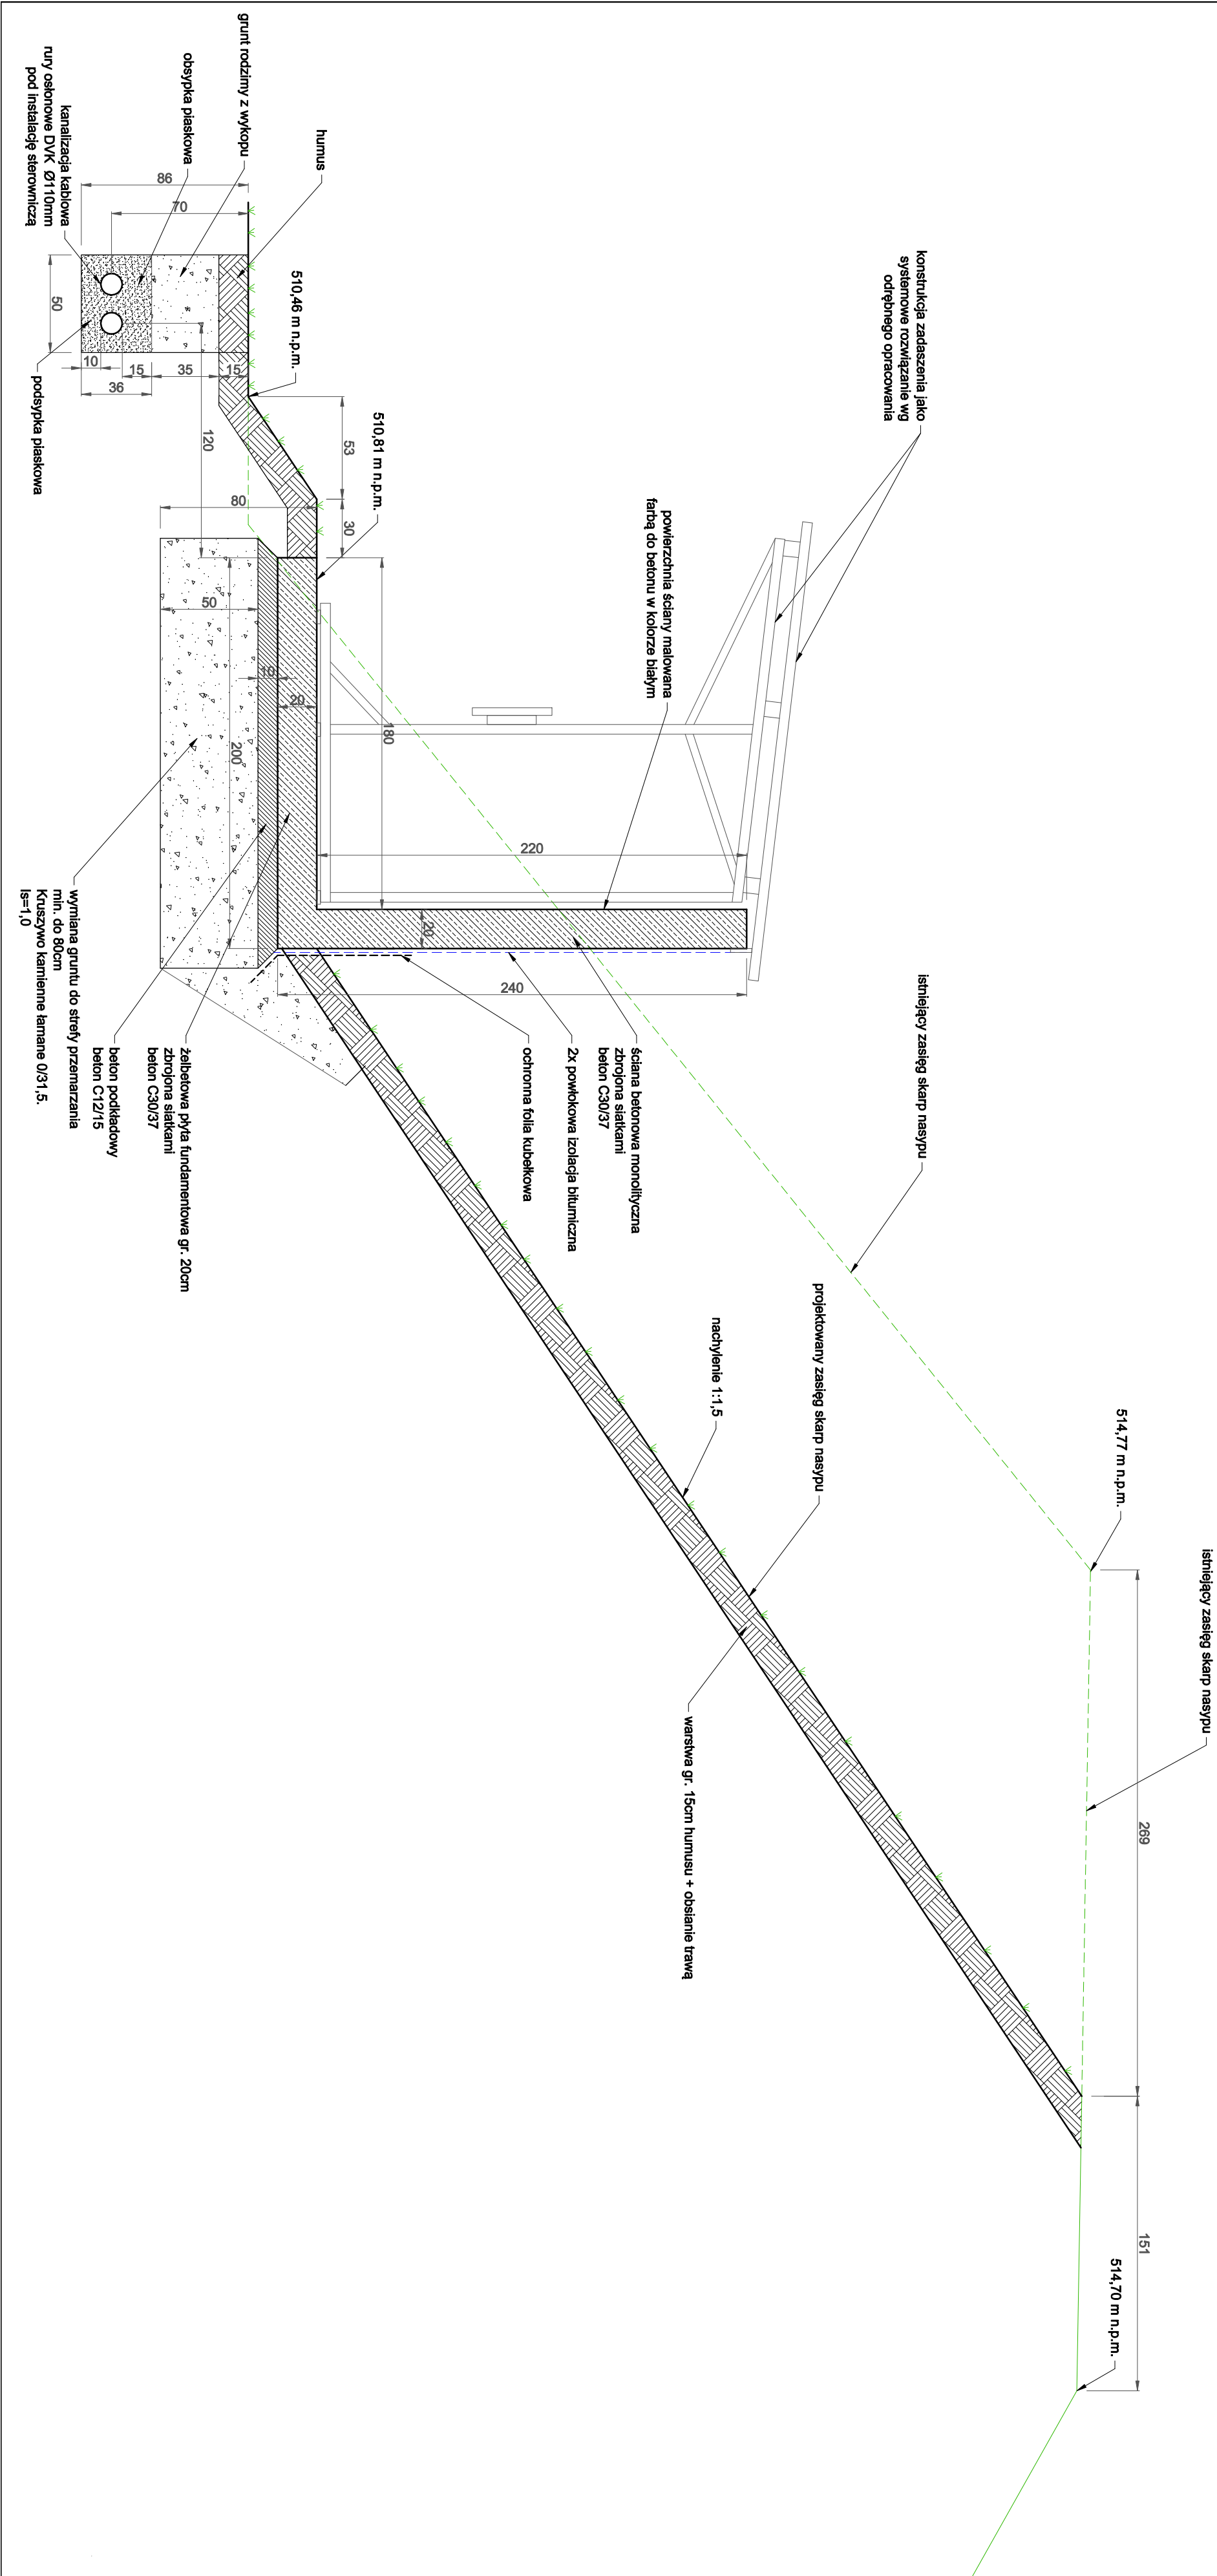 istniejący zasięg skarp nasypu
269
151
514,77 m n.p.m.
514,70 m n.p.m.
konstrukcja zadaszenia jako
systemowe rozwiązanie wg
odrębnego opracowania
istniejący zasięg skarp nasypu
projektowany zasięg skarp nasypu
nachylenie 1:1,5
warstwa gr. 15cm humusu + obsianie trawą
powierzchnia ściany malowana
farbą do betonu w kolorze białym
220
20
240
180
ściana betonowa monolityczna
zbrojona siatkami
beton C30/37
2x powłokowa izolacja bitumiczna
ochronna folia kubełkowa
510,81 m n.p.m.
510,46 m n.p.m.
53
30
humus
grunt rodzimy z wykopu
obsypka piaskowa
kanalizacja kablowa
rury osłonowe DVK Ø110mm
pod instalację sterowniczą
86
70
50
15
35
15
10
36
120
podsypka piaskowa
80
50
10
20
200
żelbetowa płyta fundamentowa gr. 20cm
zbrojona siatkami
beton C30/37
beton podkładowy
beton C12/15
wymiana gruntu do strefy przemarzania
min. do 80cm
Kruszywo kamienne łamane 0/31,5.
Is=1,0